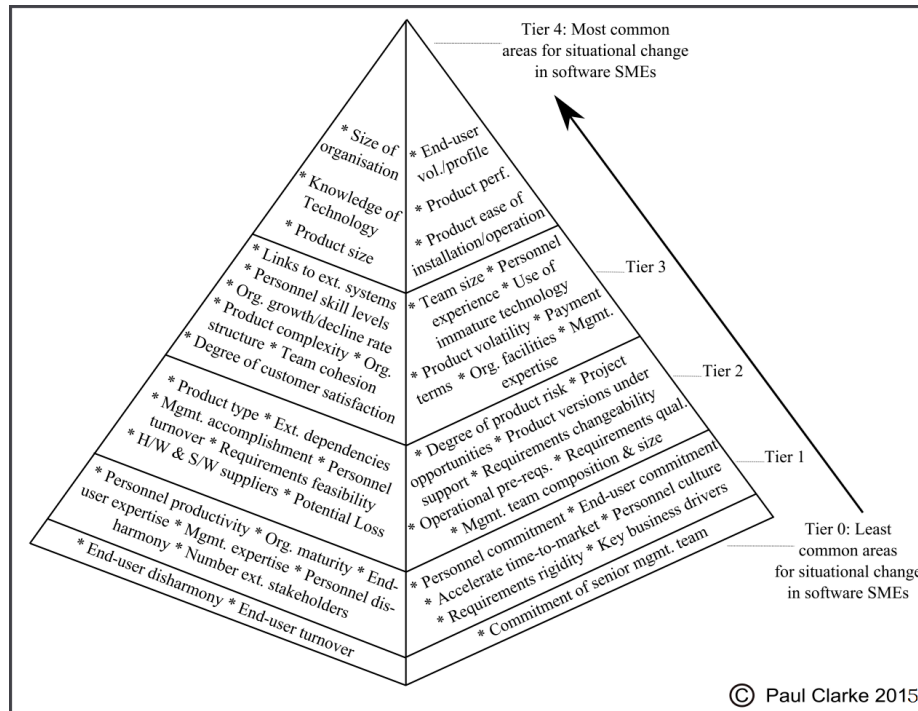 Tier 4: Most common
areas for situational change
in software SMEs
* Size of
organisation
* Knowledge of
Technology
* Product size
* End-user
vol./profile
* Product perf.
* Product ease of
installation/operation
Tier 3
* Links to ext. systems
* Personnel skill levels
* Org. growth/decline rate
* Product complexity * Org.
structure * Team cohesion
* Degree of customer satisfaction
* Team size * Personnel
experience * Use of
immature technology
* Product volatility * Payment
terms * Org. facilities * Mgmt.
expertise
Tier 2
* Product type * Ext. dependencies
* Mgmt. accomplishment * Personnel
turnover * Requirements feasibility
* H/W & S/W suppliers * Potential Loss
* Degree of product risk * Project
opportunities * Product versions under
support * Requirements changeability
* Operational pre-reqs. * Requirements qual.
* Mgmt. team composition & size
Tier 1
* Personnel productivity * Org. maturity * End-
user expertise * Mgmt. expertise * Personnel dis-
harmony * Number ext. stakeholders
* Personnel commitment * End-user commitment
* Accelerate time-to-market * Personnel culture
* Requirements rigidity * Key business drivers
Tier 0: Least
common areas
for situational change
in software SMEs
* End-user disharmony * End-user turnover
* Commitment of senior mgmt. team
© Paul Clarke 2015